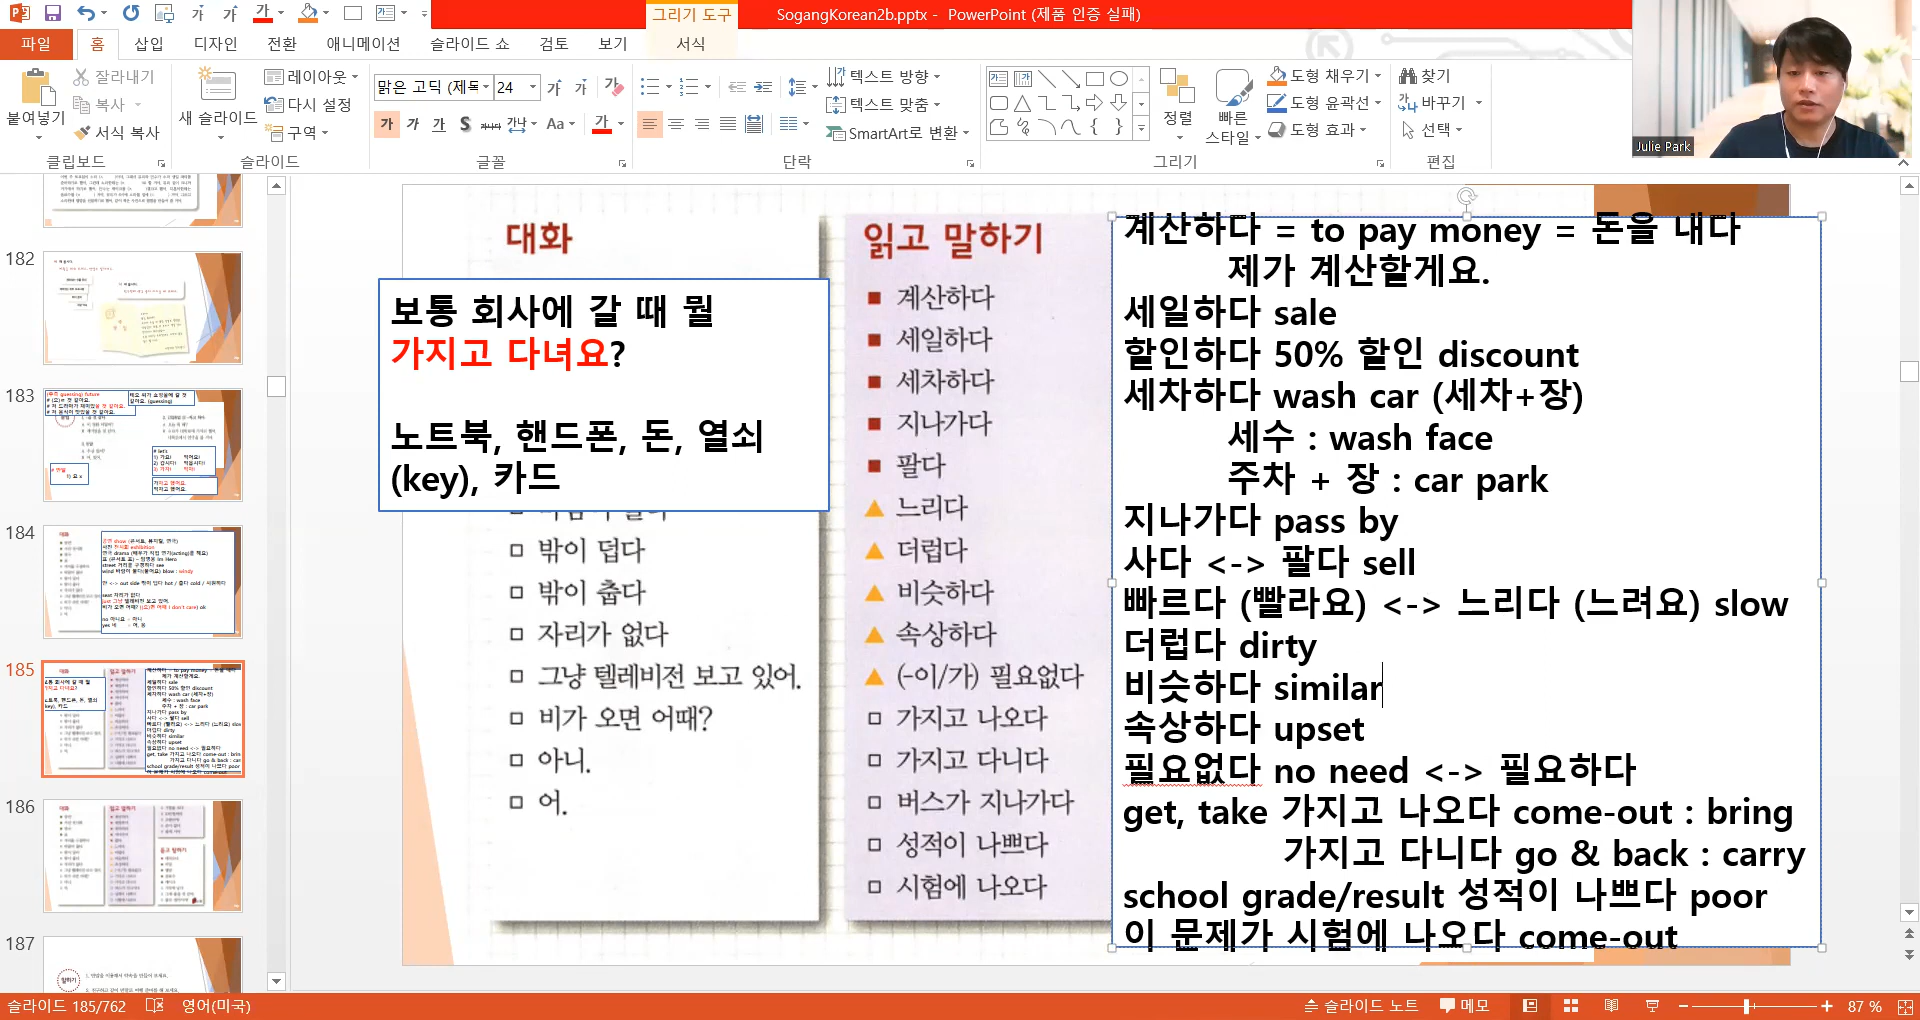 SogangKorean2b.pptx - PowerPoint (제품 인증 실패)
그리기 도구
파일
홈
삽입
디자인
전환
애니메이션
슬라이드 쇼
검토
보기
서식
붙여넣기
잘라내기
복사
서식 복사
클립보드
새 슬라이드
레이아웃
다시 설정
구역
슬라이드
맑은 고딕 (제목
24
글꼴
텍스트 방향
텍스트 맞춤
SmartArt로 변환
단락
정렬
빠른
스타일
도형 채우기
도형 윤곽선
도형 효과
그리기
찾기
바꾸기
선택
편집
Julie Park
182
183
184
185
186
187
대화
보통 회사에 갈 때 뭘
가지고 다녀요?
노트북, 핸드폰, 돈, 열쇠
(key), 카드
밖이 덥다
밖이 춥다
자리가 없다
그냥 텔레비전 보고 있어.
비가 오면 어때?
아니.
어.
읽고 말하기
계산하다
세일하다
세차하다
지나가다
팔다
느리다
더럽다
비슷하다
속상하다
(-이/가) 필요없다
가지고 나오다
가지고 다니다
버스가 지나가다
성적이 나쁘다
시험에 나오다
계산하다 = to pay money = 돈을 내다
제가 계산할게요.
세일하다 sale
할인하다 50% 할인 discount
세차하다 wash car (세차+장)
세수 : wash face
주차 + 장 : car park
지나가다 pass by
사다 <-> 팔다 sell
빠르다 (빨라요) <-> 느리다 (느려요) slow
더럽다 dirty
비슷하다 similar
속상하다 upset
필요없다 no need <-> 필요하다
get, take 가지고 나오다 come-out : bring
가지고 다니다 go & back : carry
school grade/result 성적이 나쁘다 poor
이 문제가 시험에 나오다 come-out
슬라이드 185/762
영어(미국)
슬라이드 노트
메모
87 %